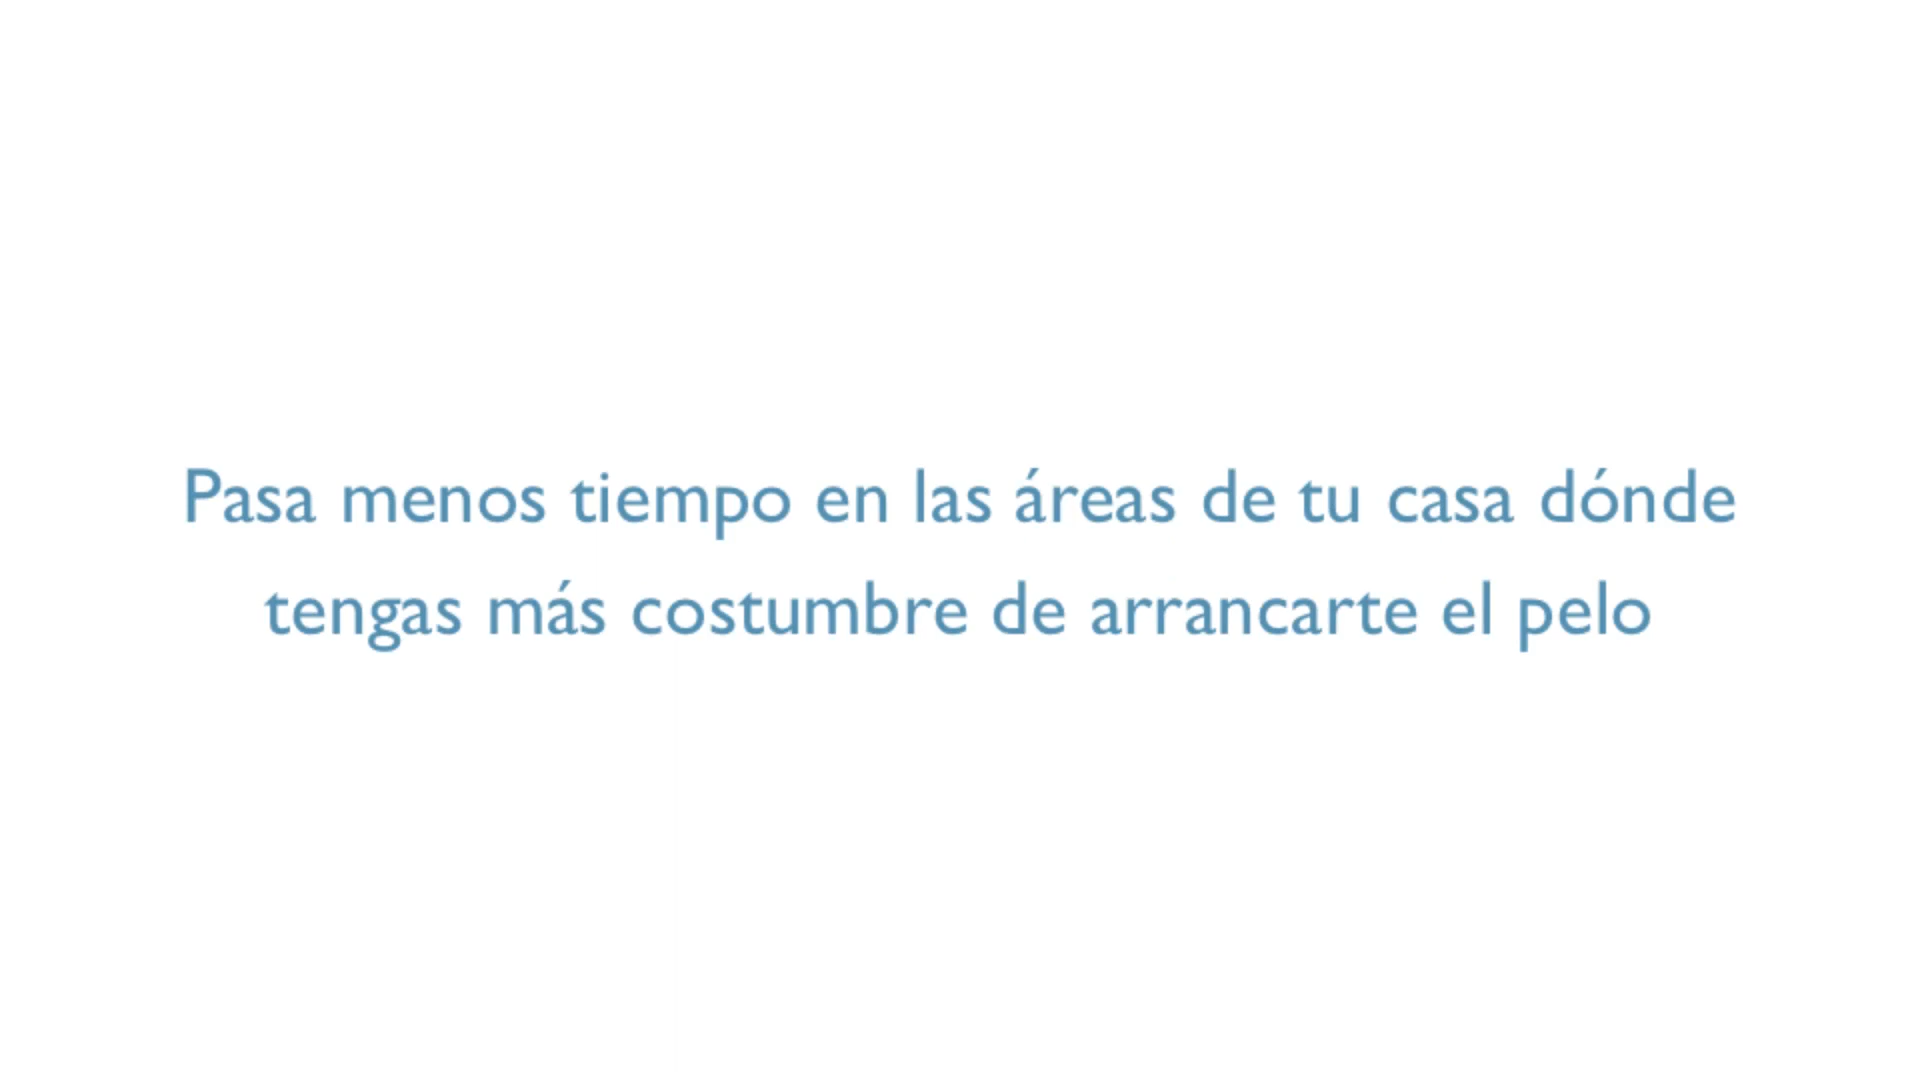 Pasa menos tiempo en las áreas de tu casa dónde
tengas más costumbre de arrancarte el pelo